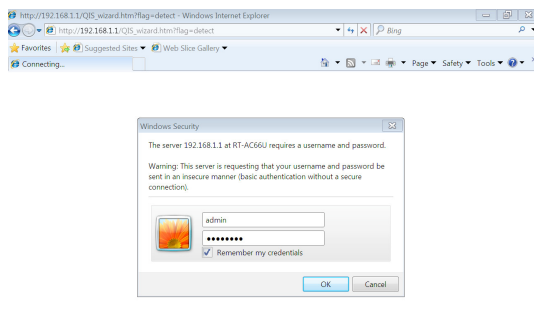 http://192.168.1.1/QIS_wizard.htm?flag=detect - Windows Internet Explorer
http://192.168.1.1/QIS_wizard.htm?flag=detect
Bing
Favorites
Suggested Sites
Web Slice Gallery
Connecting...
Page
Safety
Tools
Windows Security
The server 192.168.1.1 at RT-AC66U requires a username and password.
Warning: This server is requesting that your username and password be
sent in an insecure manner (basic authentication without a secure
connection).
admin
••••••••
Remember my credentials
OK
Cancel